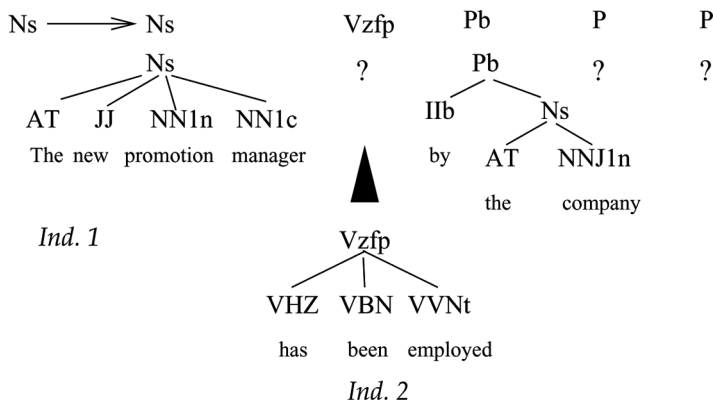 Ns Ns Vzfp Pb P P
Ns ? Pb ? ?
AT JJ NN1n NN1c IIb Ns
The new promotion manager by AT NNJ1n
the company
Ind. 1
Vzfp
VHZ VBN VVNt
has been employed
Ind. 2